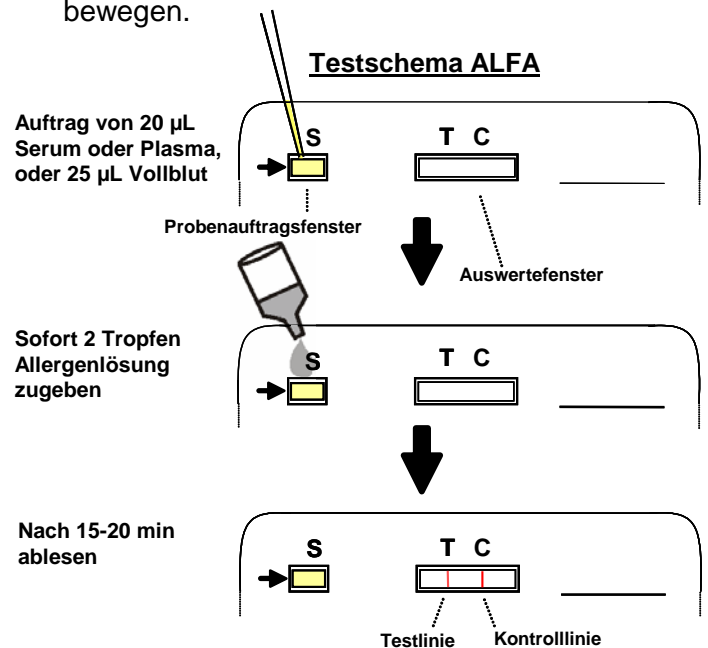 bewegen.
Testschema ALFA
Auftrag von 20 µL
Serum oder Plasma,
oder 25 µL Vollblut
S
T C
Probenauftragsfenster
Auswertefenster
Sofort 2 Tropfen
Allergenlösung
zugeben
S
T C
Nach 15-20 min
ablesen
S
T C
Testlinie
Kontrolllinie